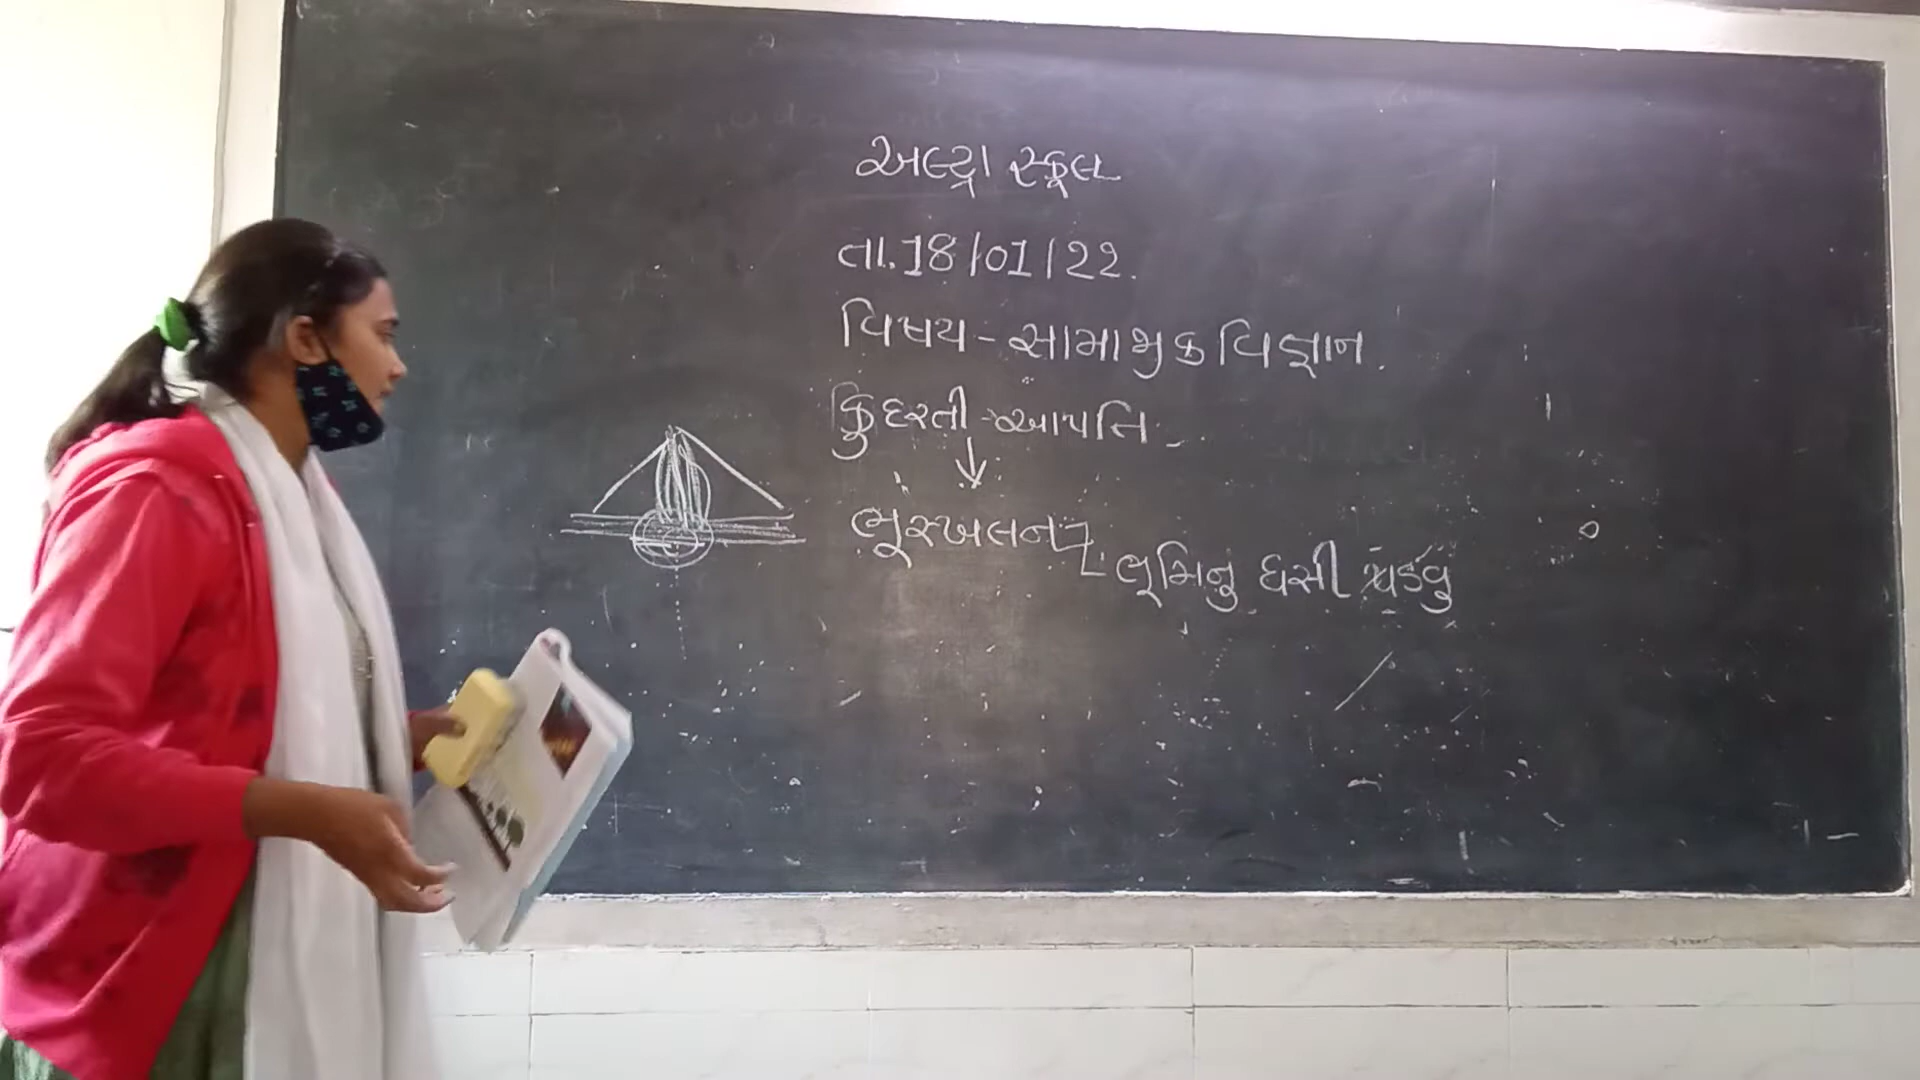 અલ્ટ્રા સ્કૂલ
તા.18/01/22.
વિષય - સામાજીક વિજ્ઞાન.
કુદરતી - આપત્તિ -
ભૂસ્ખલન
ભૂમિનુ ધસી પડવુ